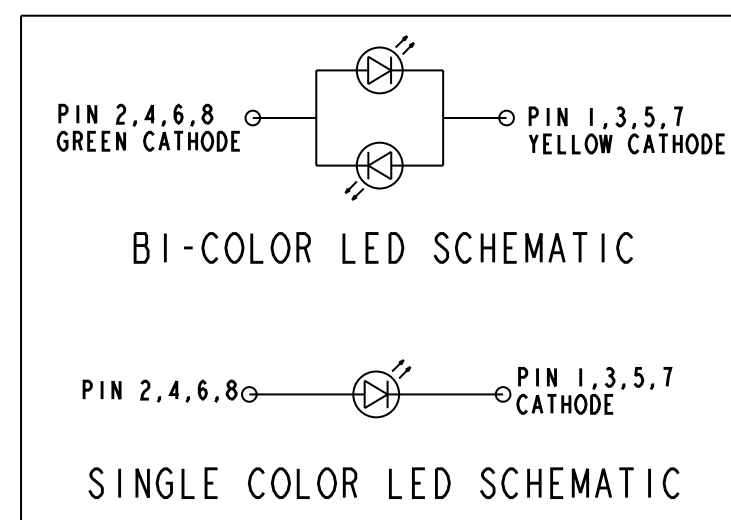 PIN 2,4,6,8
GREEN CATHODE
PIN 1,3,5,7
YELLOW CATHODE
BI-COLOR LED SCHEMATIC
PIN 2,4,6,8
PIN 1,3,5,7
CATHODE
SINGLE COLOR LED SCHEMATIC